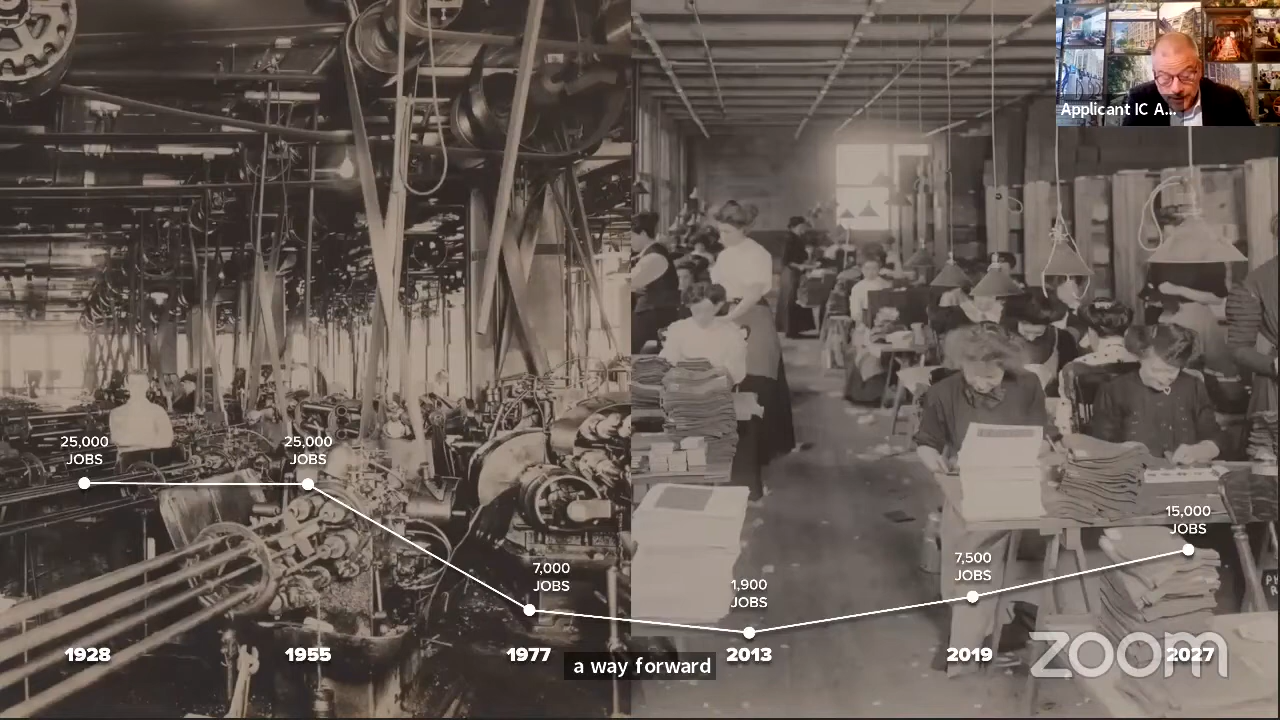 Applicant IC A...
25,000
JOBS
25,000
JOBS
7,000
JOBS
1,900
JOBS
7,500
JOBS
15,000
JOBS
1928
1955
1977
2013
2019
2027
a way forward
zoom